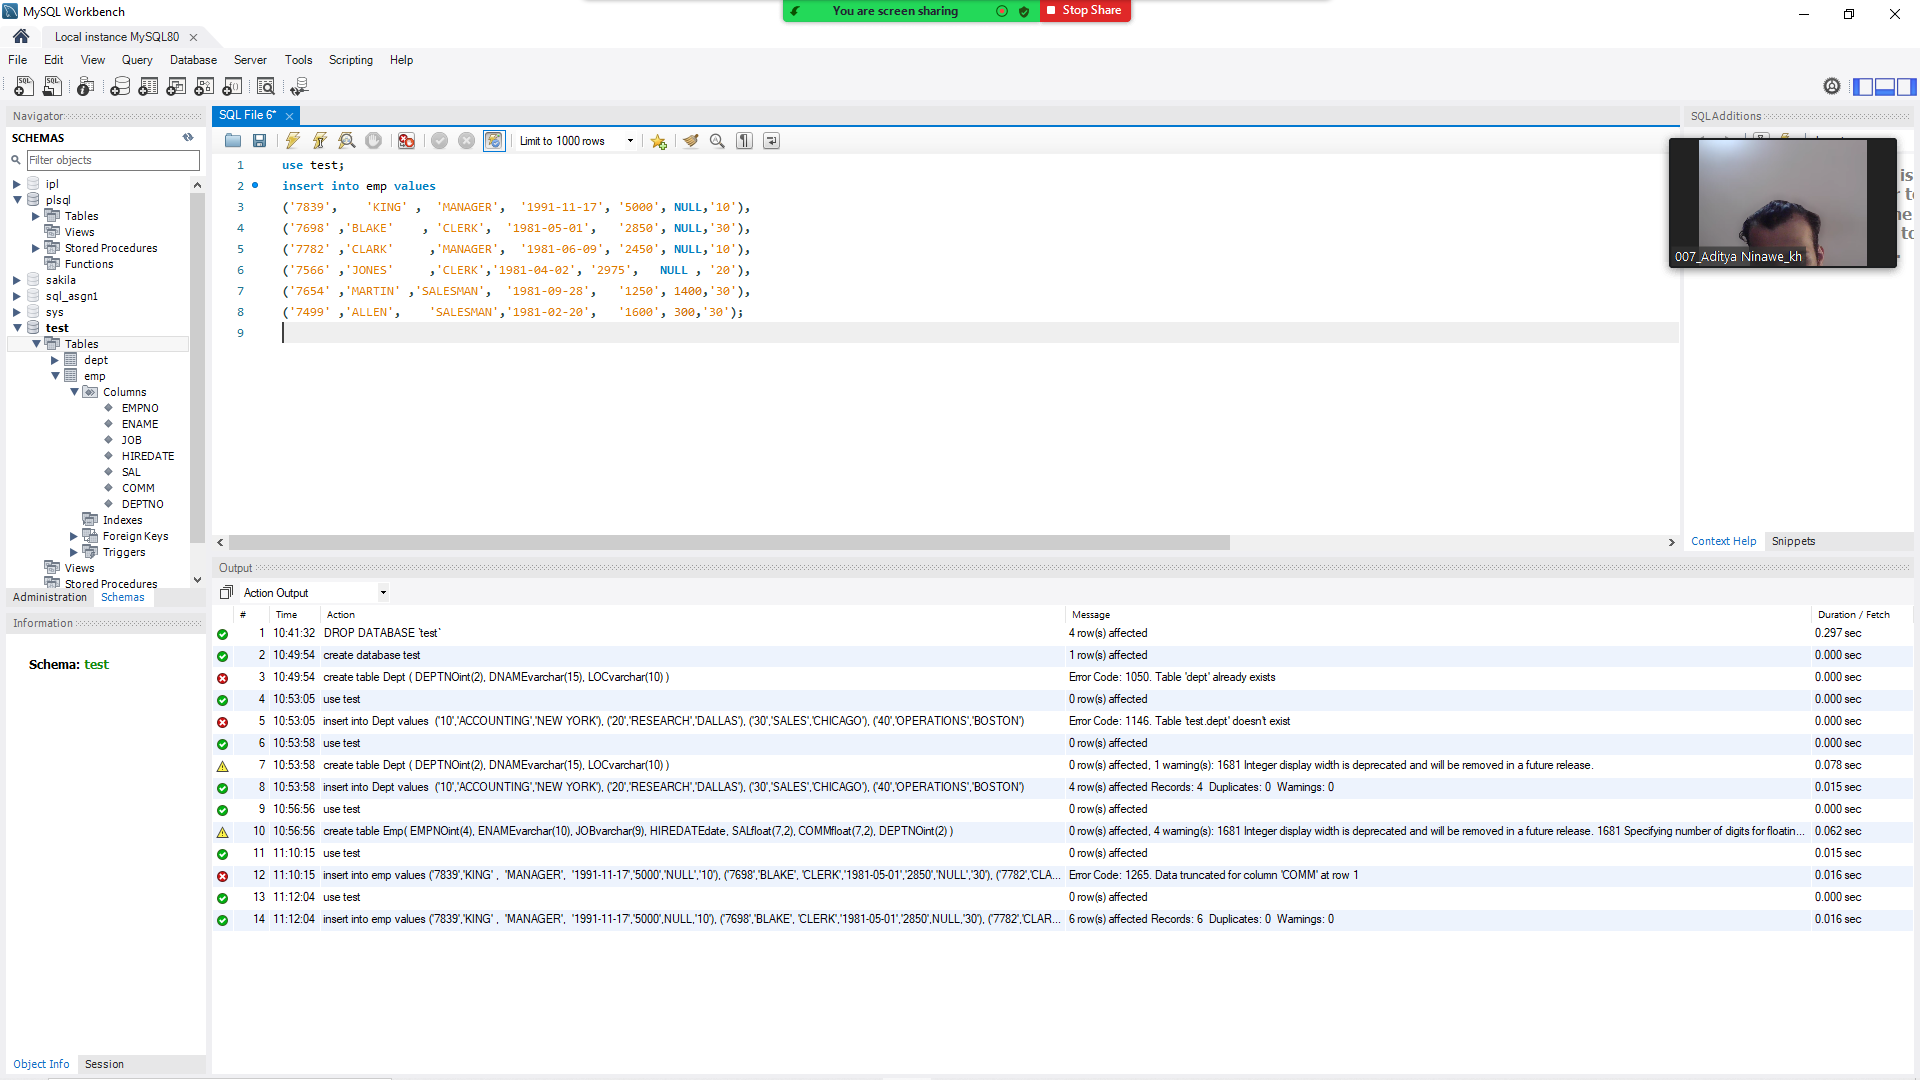 MySQL Workbench
You are screen sharing
Stop Share
Local instance MySQL80
File Edit View Query Database Server Tools Scripting Help
Navigator
SCHEMAS
Filter objects
ipl
plsql
Tables
Views
Stored Procedures
Functions
sakila
sql_asgn1
sys
test
Tables
dept
emp
Columns
EMPNO
ENAME
JOB
HIREDATE
SAL
COMM
DEPTNO
Indexes
Foreign Keys
Triggers
Views
Stored Procedures
Administration Schemas
Information
Schema: test
Object Info Session
SQL File 6*
Limit to 1000 rows
1 use test;
2 insert into emp values
3 ('7839', 'KING' , 'MANAGER', '1991-11-17', '5000', NULL,'10'),
4 ('7698' ,'BLAKE' , 'CLERK', '1981-05-01', '2850', NULL,'30'),
5 ('7782' ,'CLARK' ,'MANAGER', '1981-06-09', '2450', NULL,'10'),
6 ('7566' ,'JONES' ,'CLERK','1981-04-02', '2975', NULL , '20'),
7 ('7654' ,'MARTIN' ,'SALESMAN', '1981-09-28', '1250', 1400,'30'),
8 ('7499' ,'ALLEN', 'SALESMAN','1981-02-20', '1600', 300,'30');
9
SQLAdditions
007_Aditya Ninawe_kh
Context Help Snippets
Output
Action Output
# Time Action Message Duration / Fetch
1 10:41:32 DROP DATABASE `test` 4 row(s) affected 0.297 sec
2 10:49:54 create database test 1 row(s) affected 0.000 sec
3 10:49:54 create table Dept ( DEPTNOint(2), DNAMEvarchar(15), LOCvarchar(10) ) Error Code: 1050. Table 'dept' already exists 0.000 sec
4 10:53:05 use test 0 row(s) affected 0.000 sec
5 10:53:05 insert into Dept values ('10','ACCOUNTING','NEW YORK'), ('20','RESEARCH','DALLAS'), ('30','SALES','CHICAGO'), ('40','OPERATIONS','BOSTON') Error Code: 1146. Table 'test.dept' doesn't exist 0.000 sec
6 10:53:58 use test 0 row(s) affected 0.000 sec
7 10:53:58 create table Dept ( DEPTNOint(2), DNAMEvarchar(15), LOCvarchar(10) ) 0 row(s) affected, 1 warning(s): 1681 Integer display width is deprecated and will be removed in a future release. 0.078 sec
8 10:53:58 insert into Dept values ('10','ACCOUNTING','NEW YORK'), ('20','RESEARCH','DALLAS'), ('30','SALES','CHICAGO'), ('40','OPERATIONS','BOSTON') 4 row(s) affected Records: 4 Duplicates: 0 Warnings: 0 0.015 sec
9 10:56:56 use test 0 row(s) affected 0.000 sec
10 10:56:56 create table Emp( EMPNOint(4), ENAMEvarchar(10), JOBvarchar(9), HIREDATEdate, SALfloat(7,2), COMMfloat(7,2), DEPTNOint(2) ) 0 row(s) affected, 4 warning(s): 1681 Integer display width is deprecated and will be removed in a future release. 1681 Specifying number of digits for floatin... 0.062 sec
11 11:10:15 use test 0 row(s) affected 0.015 sec
12 11:10:15 insert into emp values ('7839','KING' , 'MANAGER', '1991-11-17','5000','NULL','10'), ('7698','BLAKE', 'CLERK','1981-05-01','2850','NULL','30'), ('7782','CLA... Error Code: 1265. Data truncated for column 'COMM' at row 1 0.016 sec
13 11:12:04 use test 0 row(s) affected 0.000 sec
14 11:12:04 insert into emp values ('7839','KING' , 'MANAGER', '1991-11-17','5000',NULL,'10'), ('7698','BLAKE', 'CLERK','1981-05-01','2850',NULL,'30'), ('7782','CLAR... 6 row(s) affected Records: 6 Duplicates: 0 Warnings: 0 0.016 sec